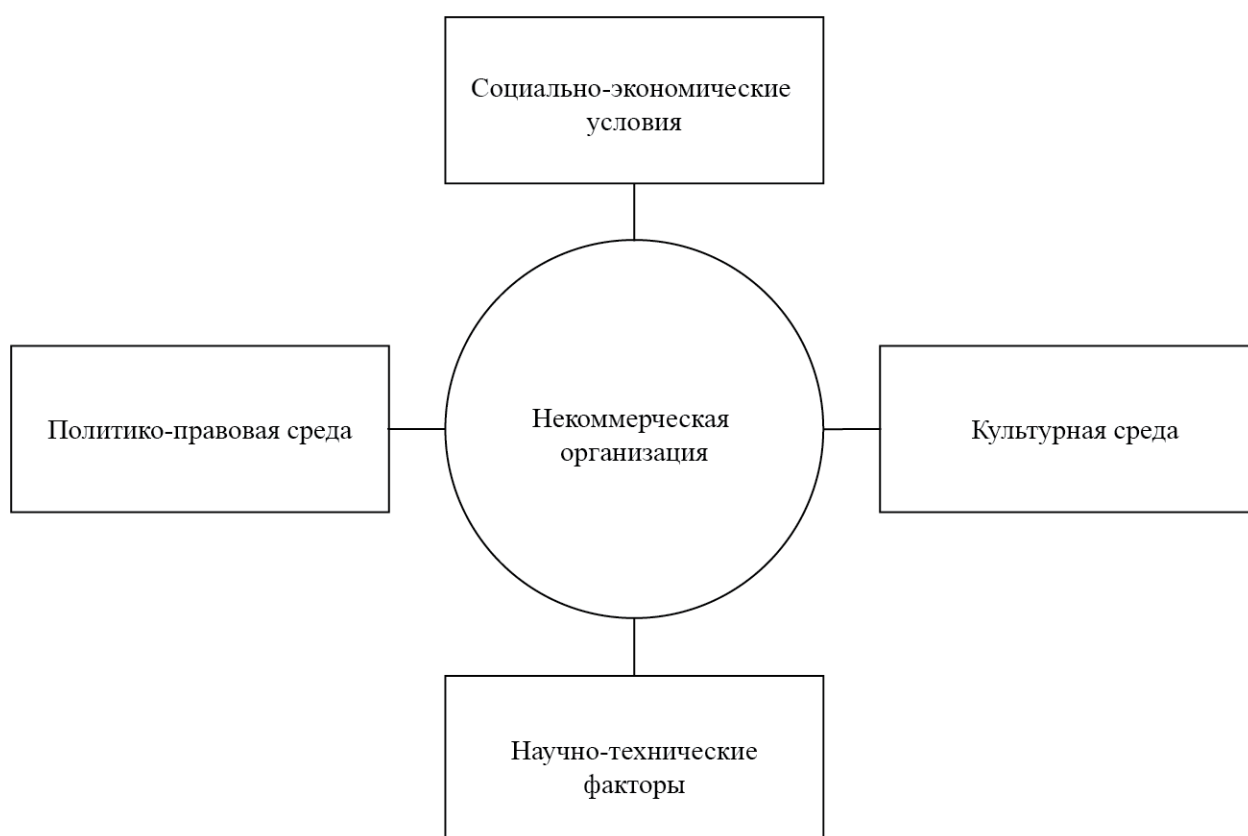 Социально-экономические
условия
Политико-правовая среда
Некоммерческая
организация
Культурная среда
Научно-технические
факторы